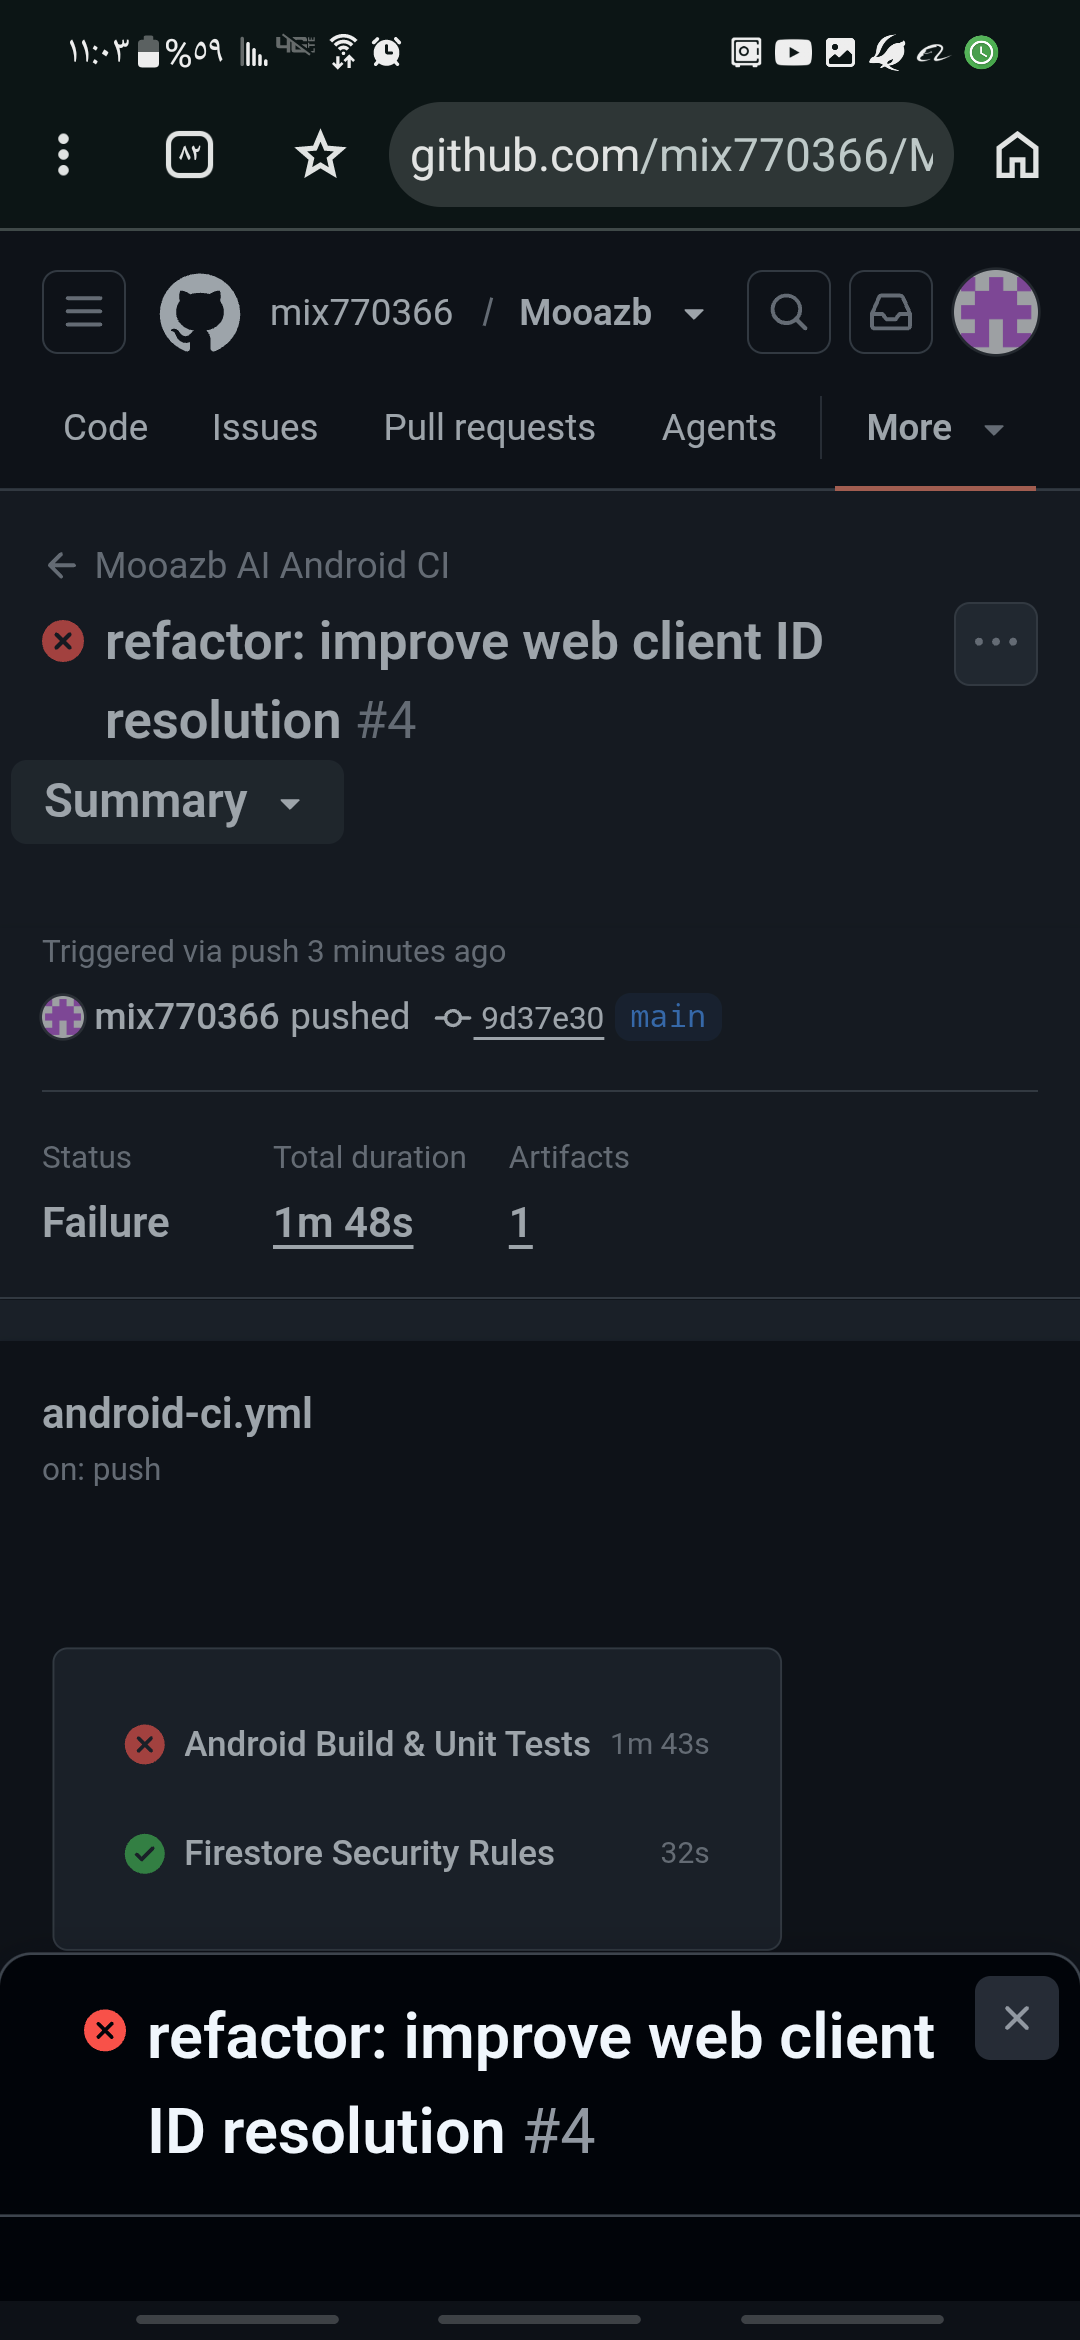 ١١:٠٣ %٥٩
٨٢ github.com/mix770366/M
mix770366 / Mooazb
Code Issues Pull requests Agents More
Mooazb AI Android CI
refactor: improve web client ID
resolution #4
Summary
Triggered via push 3 minutes ago
mix770366 pushed 9d37e30 main
Status Total duration Artifacts
Failure 1m 48s 1
android-ci.yml
on: push
Android Build & Unit Tests 1m 43s
Firestore Security Rules 32s
refactor: improve web client
ID resolution #4